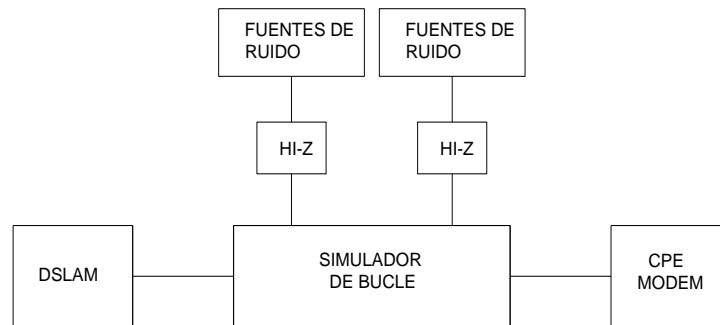 FUENTES DE
RUIDO
FUENTES DE
RUIDO
HI-Z
HI-Z
DSLAM
SIMULADOR
DE BUCLE
CPE
MODEM